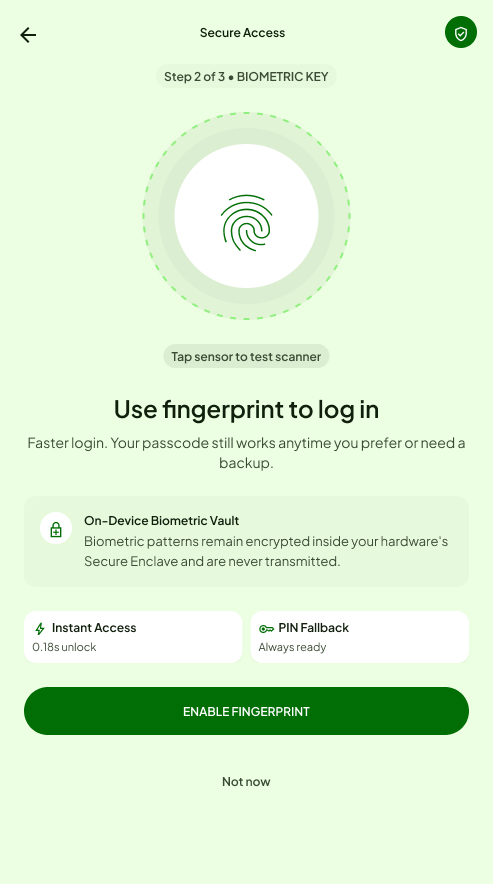 Secure Access
Step 2 of 3 • BIOMETRIC KEY
Tap sensor to test scanner
Use fingerprint to log in
Faster login. Your passcode still works anytime you prefer or need a
backup.
On-Device Biometric Vault
Biometric patterns remain encrypted inside your hardware's
Secure Enclave and are never transmitted.
Instant Access
0.18s unlock
PIN Fallback
Always ready
ENABLE FINGERPRINT
Not now